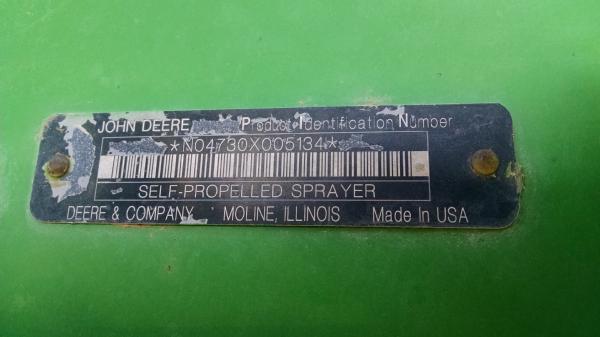 JOHN DEERE Product Identification Number
*N04730X005134*
SELF-PROPELLED SPRAYER
DEERE & COMPANY MOLINE, ILLINOIS Made In USA